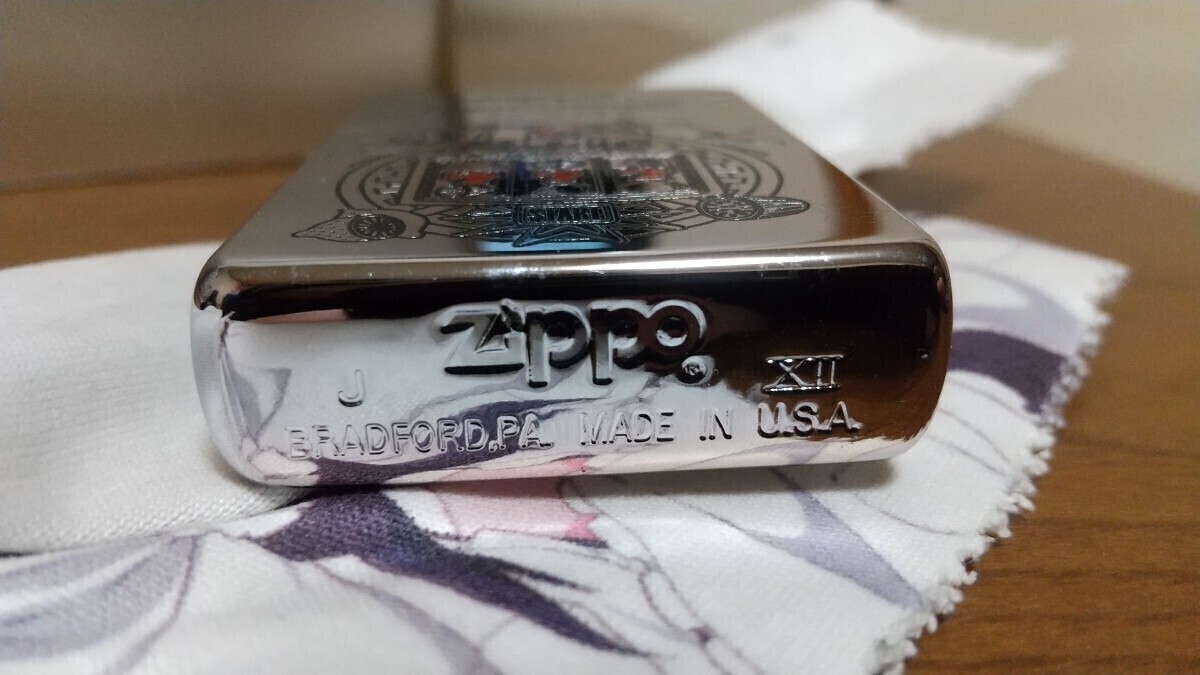 START
Zippo®
J XII
BRADFORD,PA. MADE IN U.S.A.